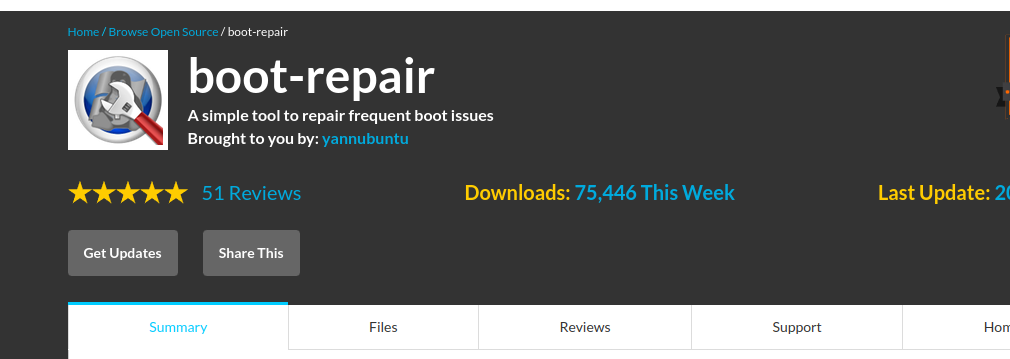 Home / Browse Open Source / boot-repair
boot-repair
A simple tool to repair frequent boot issues
Brought to you by: yannubuntu
51 Reviews
Downloads: 75,446 This Week
Last Update:
Get Updates
Share This
Summary
Files
Reviews
Support